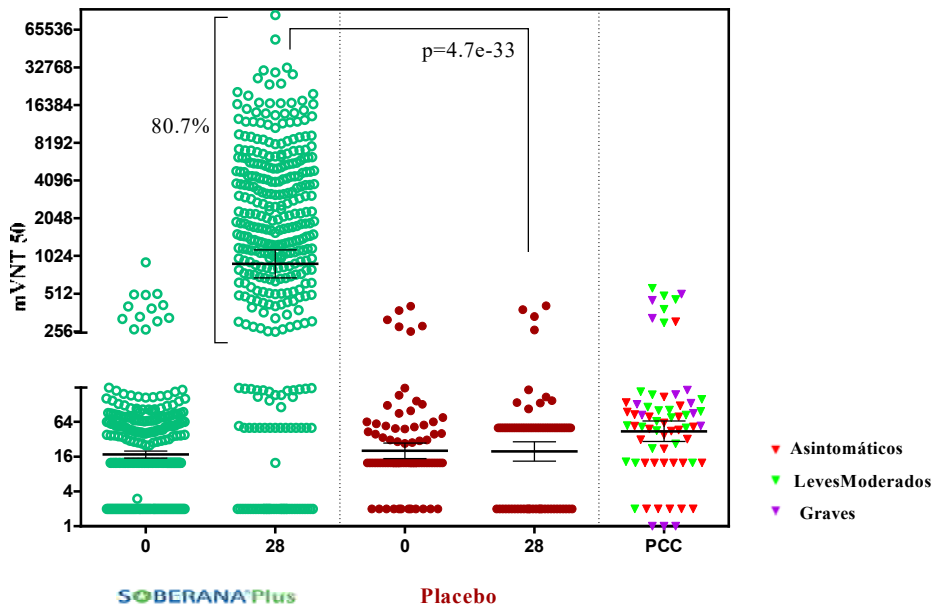 65536
32768
16384
8192
4096
2048
1024
512
256
64
16
4
1
mVNT 50
80.7%
p=4.7e-33
0
28
0
28
PCC
SOBERANA Plus
Placebo
Asintomáticos
LevesModerados
Graves